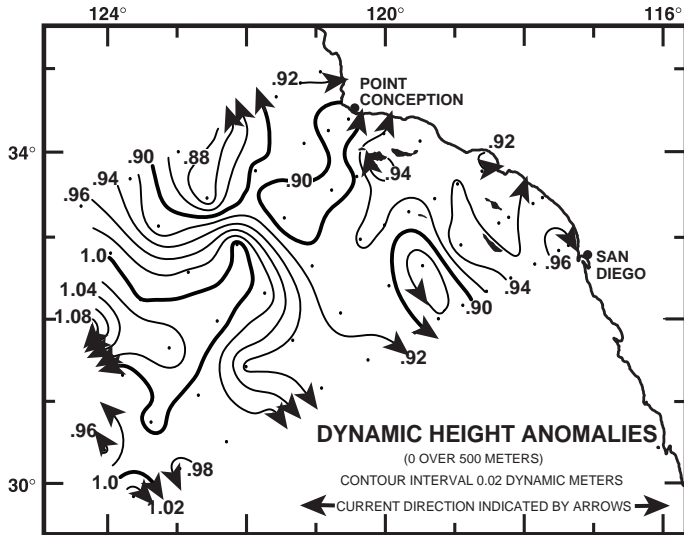 124° 120° 116°
.92
POINT
CONCEPTION
.92
34°
.90 .88
.94
.96
.90
.94
1.0
.96
SAN
DIEGO
1.04
.94
.90
1.08
.92
.96
DYNAMIC HEIGHT ANOMALIES
(0 OVER 500 METERS)
.98
CONTOUR INTERVAL 0.02 DYNAMIC METERS
30°
1.0
1.02
CURRENT DIRECTION INDICATED BY ARROWS